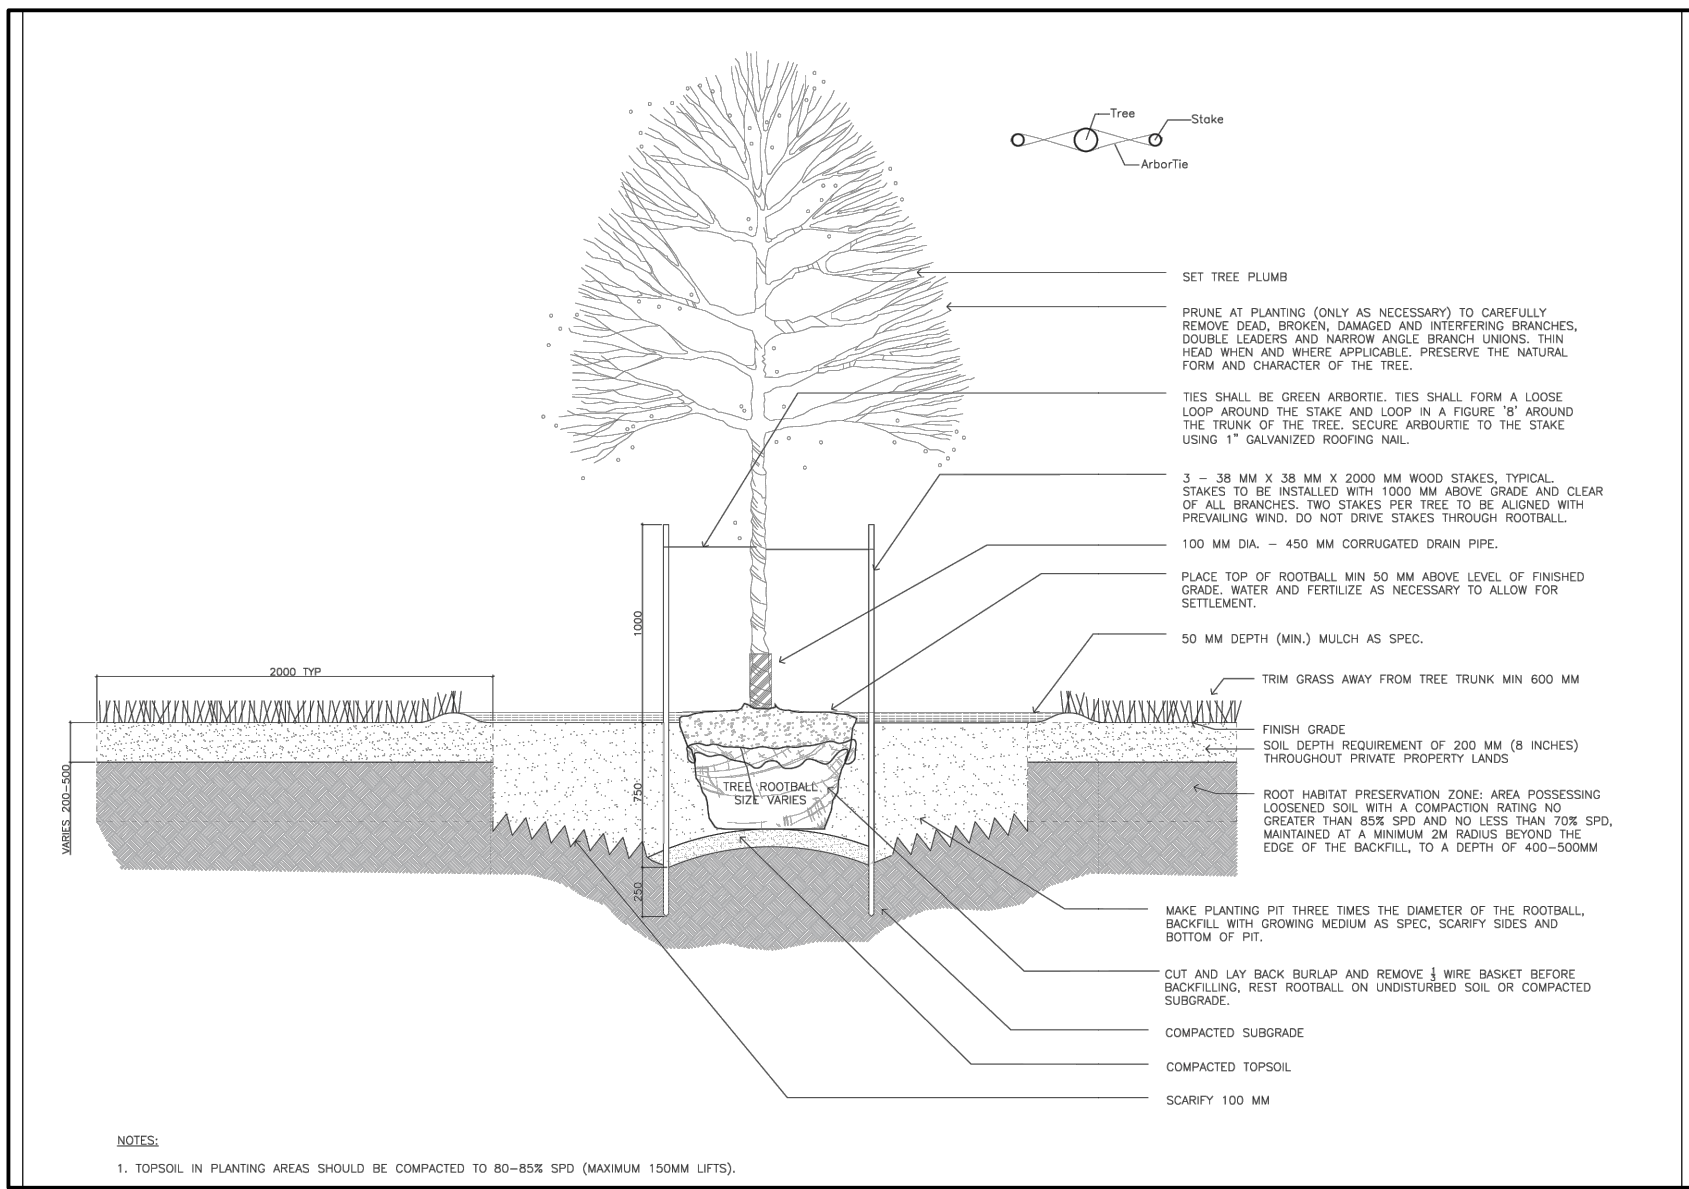 Tree
Stake
ArborTie
SET TREE PLUMB
PRUNE AT PLANTING (ONLY AS NECESSARY) TO CAREFULLY
REMOVE DEAD, BROKEN, DAMAGED AND INTERFERING BRANCHES,
DOUBLE LEADERS AND NARROW ANGLE BRANCH UNIONS. THIN
HEAD WHEN AND WHERE APPLICABLE. PRESERVE THE NATURAL
FORM AND CHARACTER OF THE TREE.
TIES SHALL BE GREEN ARBORTIE. TIES SHALL FORM A LOOSE
LOOP AROUND THE STAKE AND LOOP IN A FIGURE '8' AROUND
THE TRUNK OF THE TREE. SECURE ARBOURTIE TO THE STAKE
USING 1" GALVANIZED ROOFING NAIL.
3 - 38 MM X 38 MM X 2000 MM WOOD STAKES, TYPICAL.
STAKES TO BE INSTALLED WITH 1000 MM ABOVE GRADE AND CLEAR
OF ALL BRANCHES. TWO STAKES PER TREE TO BE ALIGNED WITH
PREVAILING WIND. DO NOT DRIVE STAKES THROUGH ROOTBALL.
100 MM DIA. - 450 MM CORRUGATED DRAIN PIPE.
PLACE TOP OF ROOTBALL MIN 50 MM ABOVE LEVEL OF FINISHED
GRADE. WATER AND FERTILIZE AS NECESSARY TO ALLOW FOR
SETTLEMENT.
50 MM DEPTH (MIN.) MULCH AS SPEC.
TRIM GRASS AWAY FROM TREE TRUNK MIN 600 MM
FINISH GRADE
SOIL DEPTH REQUIREMENT OF 200 MM (8 INCHES)
THROUGHOUT PRIVATE PROPERTY LANDS
ROOT HABITAT PRESERVATION ZONE: AREA POSSESSING
LOOSENED SOIL WITH A COMPACTION RATING NO
GREATER THAN 85% SPD AND NO LESS THAN 70% SPD,
MAINTAINED AT A MINIMUM 2M RADIUS BEYOND THE
EDGE OF THE BACKFILL, TO A DEPTH OF 400-500MM
MAKE PLANTING PIT THREE TIMES THE DIAMETER OF THE ROOTBALL,
BACKFILL WITH GROWING MEDIUM AS SPEC, SCARIFY SIDES AND
BOTTOM OF PIT.
CUT AND LAY BACK BURLAP AND REMOVE 1/3 WIRE BASKET BEFORE
BACKFILLING, REST ROOTBALL ON UNDISTURBED SOIL OR COMPACTED
SUBGRADE.
COMPACTED SUBGRADE
COMPACTED TOPSOIL
SCARIFY 100 MM
2000 TYP
VARIES 200-500
1000
750
250
TREE ROOTBALL
SIZE VARIES
NOTES:
1. TOPSOIL IN PLANTING AREAS SHOULD BE COMPACTED TO 80-85% SPD (MAXIMUM 150MM LIFTS).